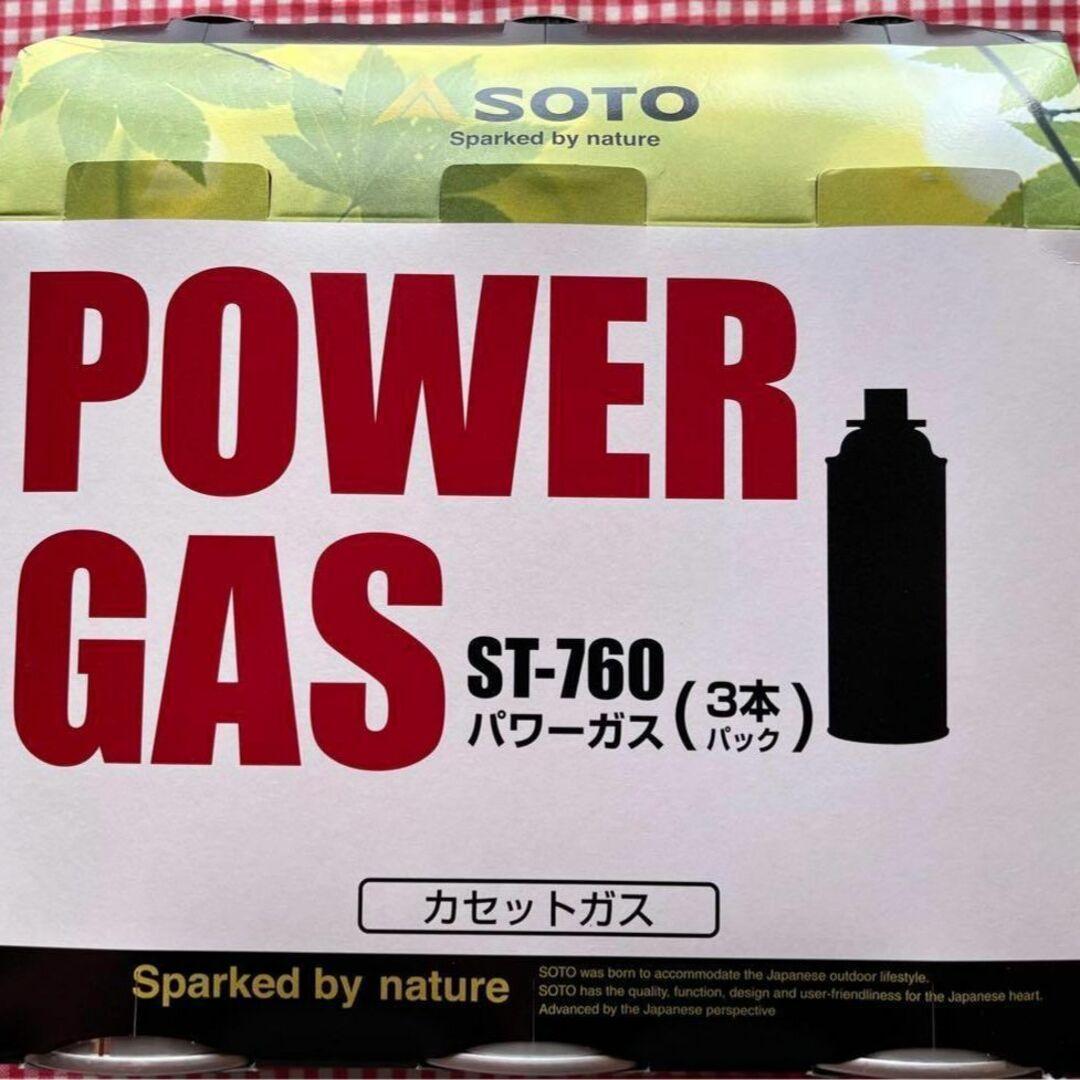 SOTO
Sparked by nature
POWER
GAS
ST-760
パワーガス
(3本
パック)
カセットガス
Sparked by nature
SOTO was born to accommodate the Japanese outdoor lifestyle.
SOTO has the quality, function, design and user-friendliness for the Japanese heart.
Advanced by the Japanese perspective